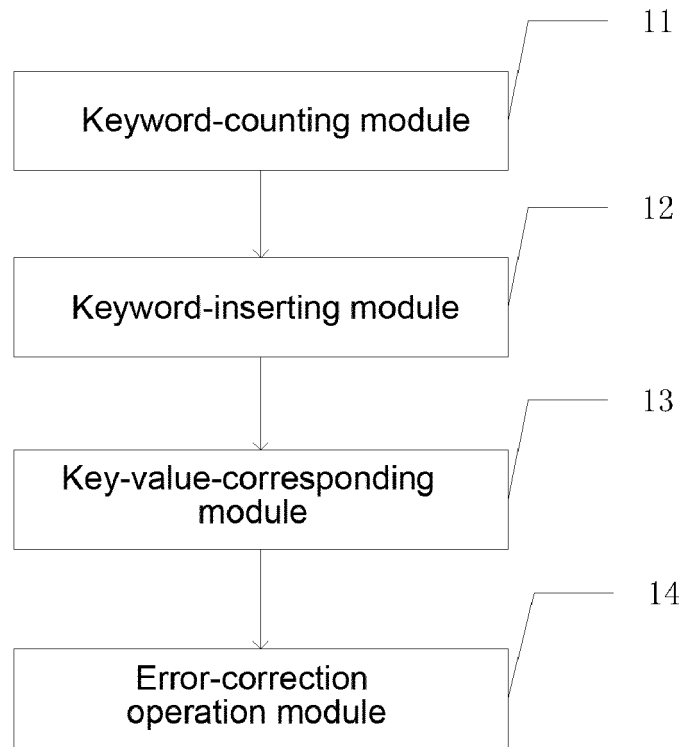 11
Keyword-counting module
12
Keyword-inserting module
13
Key-value-corresponding
module
14
Error-correction
operation module